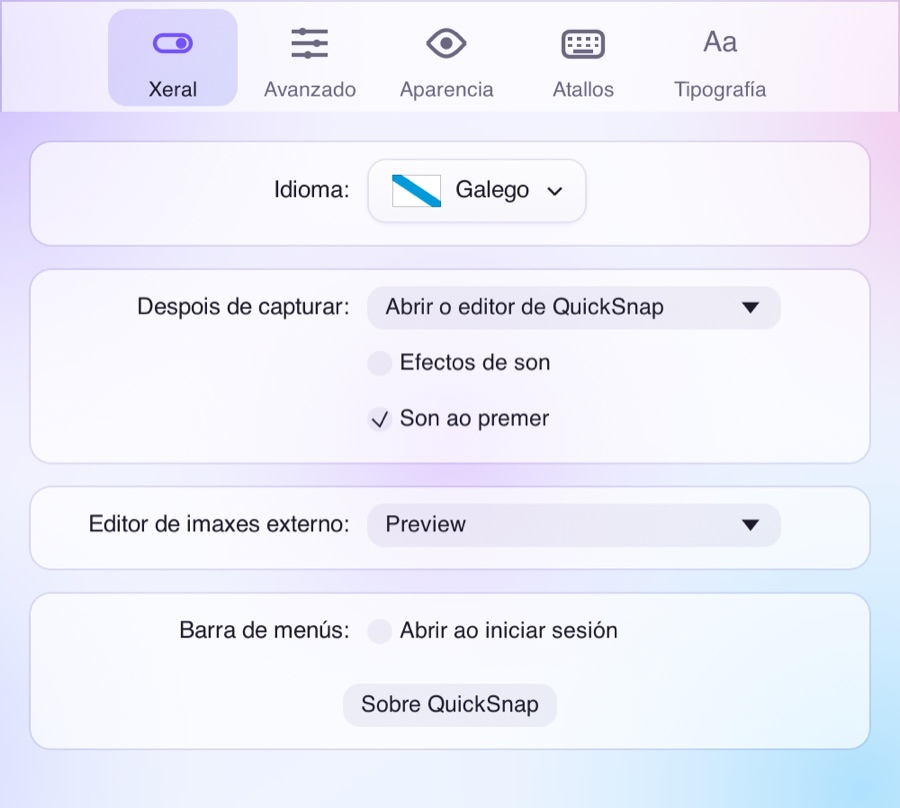 Xeral
Avanzado
Aparencia
Atallos
Aa
Tipografía
Idioma:
Galego
Despois de capturar:
Abrir o editor de QuickSnap
Efectos de son
Son ao premer
Editor de imaxes externo:
Preview
Barra de menús:
Abrir ao iniciar sesión
Sobre QuickSnap